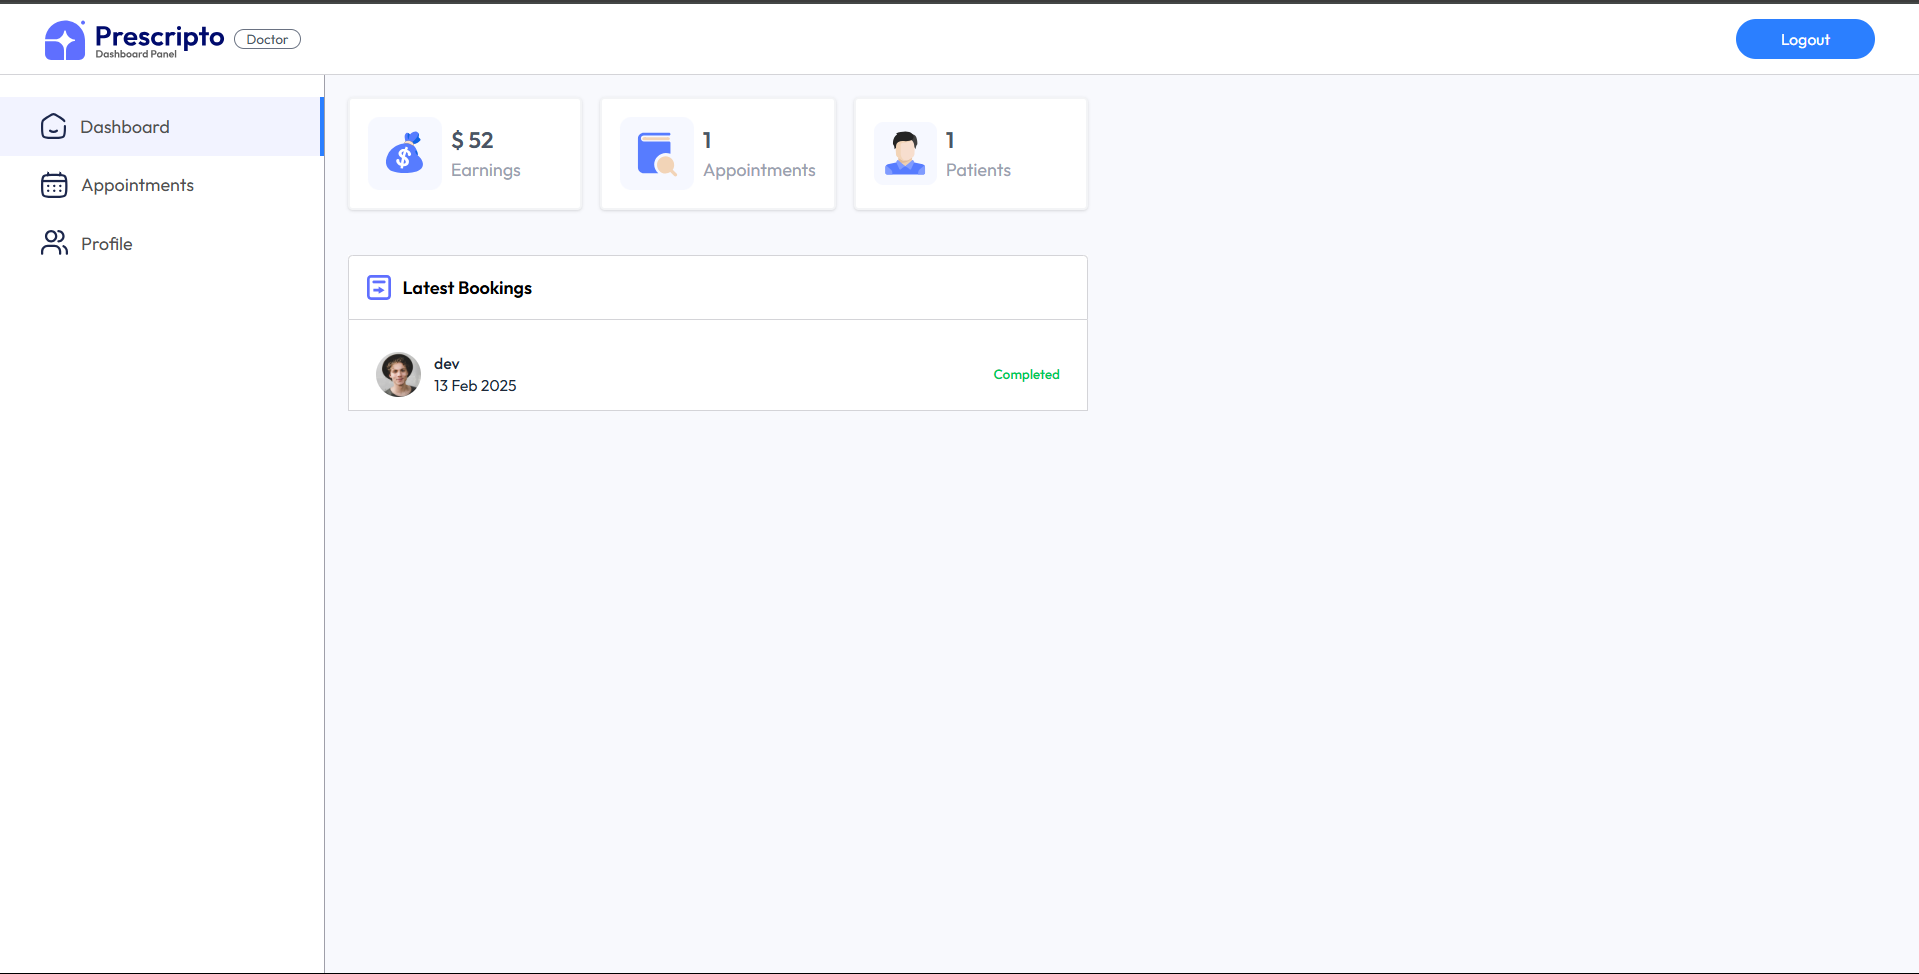 Prescripto
Dashboard Panel
Doctor
Logout
Dashboard
Appointments
Profile
$ 52
Earnings
1
Appointments
1
Patients
Latest Bookings
dev
13 Feb 2025
Completed